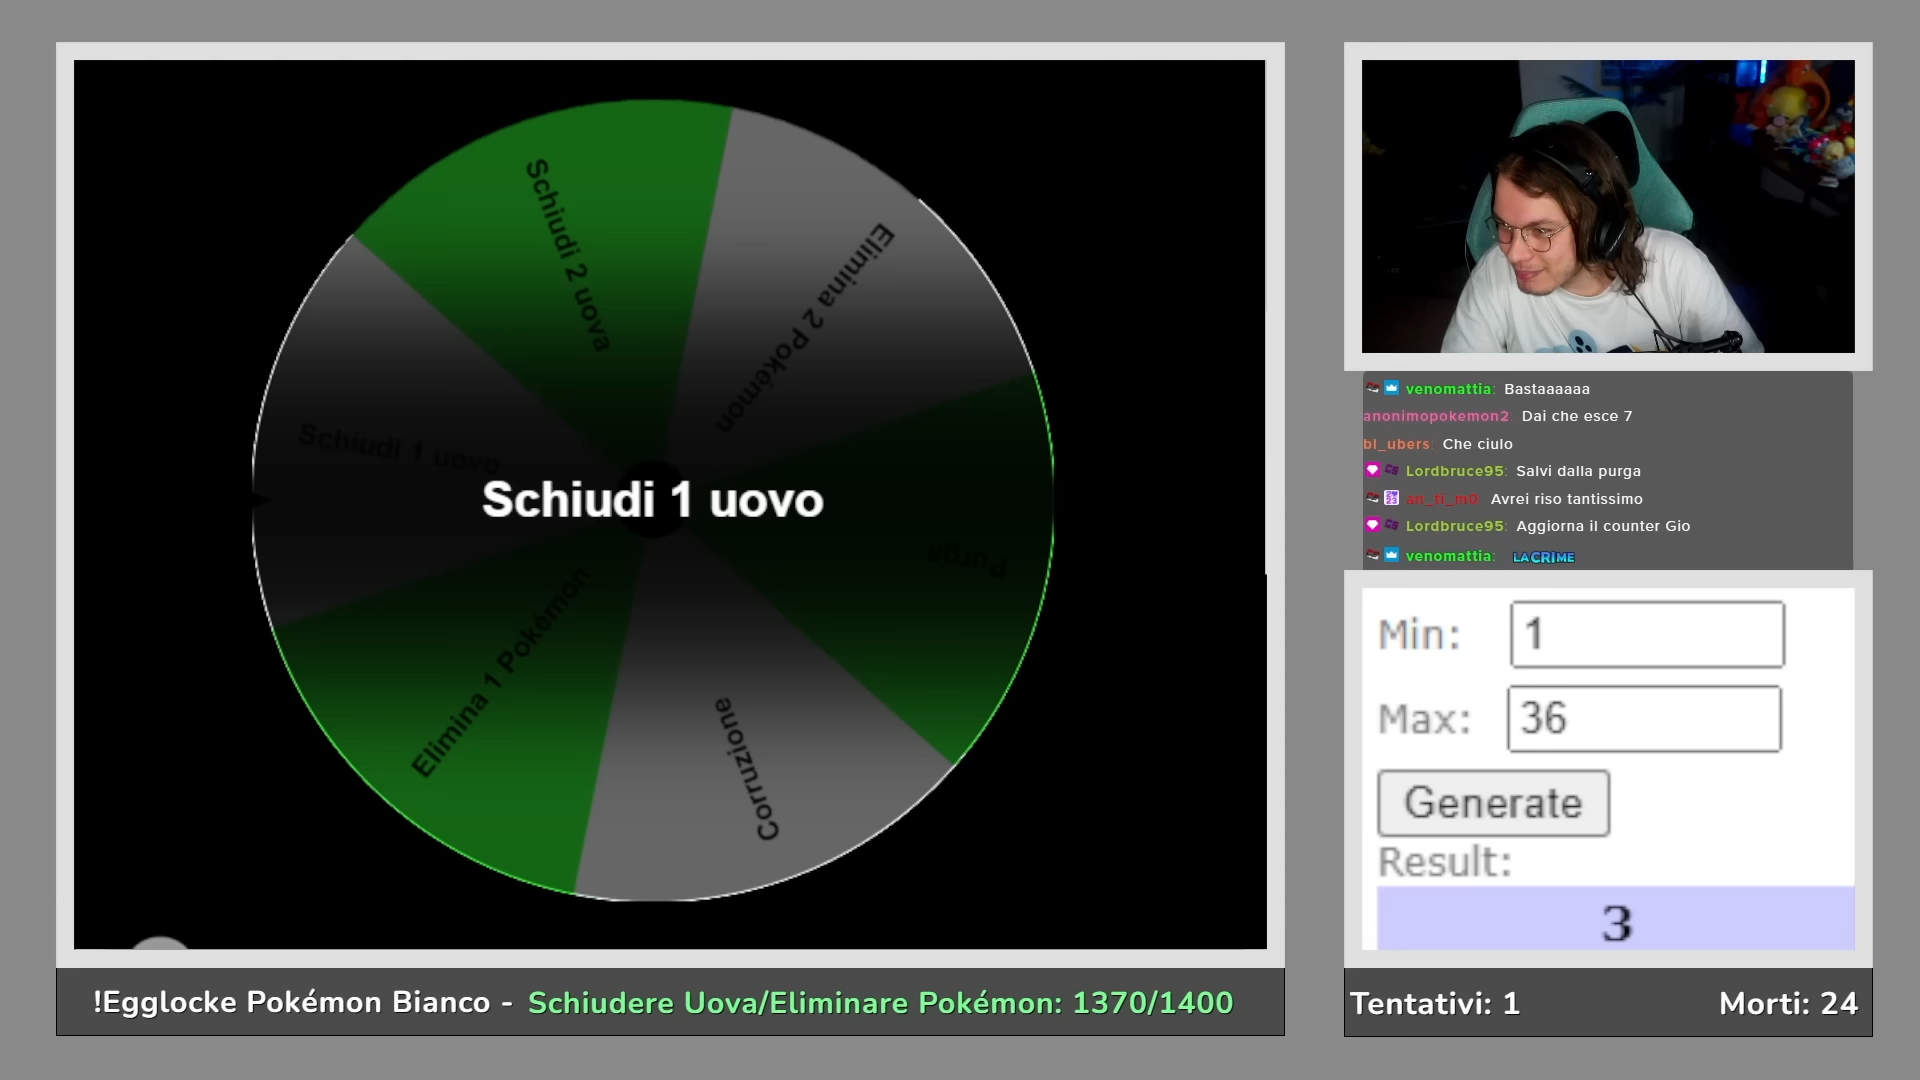 Schiudi 2 uova
Elimina 2 Pokémon
Schiudi 1 uovo
Schiudi 1 uovo
Purga
Elimina 1 Pokémon
Corruzione
!Egglocke Pokémon Bianco - Schiudere Uova/Eliminare Pokémon: 1370/1400
venomattia: Bastaaaaaa
anonimopokemon2: Dai che esce 7
bl_ubers: Che ciulo
Lordbruce95: Salvi dalla purga
an_ti_m0: Avrei riso tantissimo
Lordbruce95: Aggiorna il counter Gio
venomattia: LACRIME
Min: 1
Max: 36
Generate
Result:
3
Tentativi: 1 Morti: 24